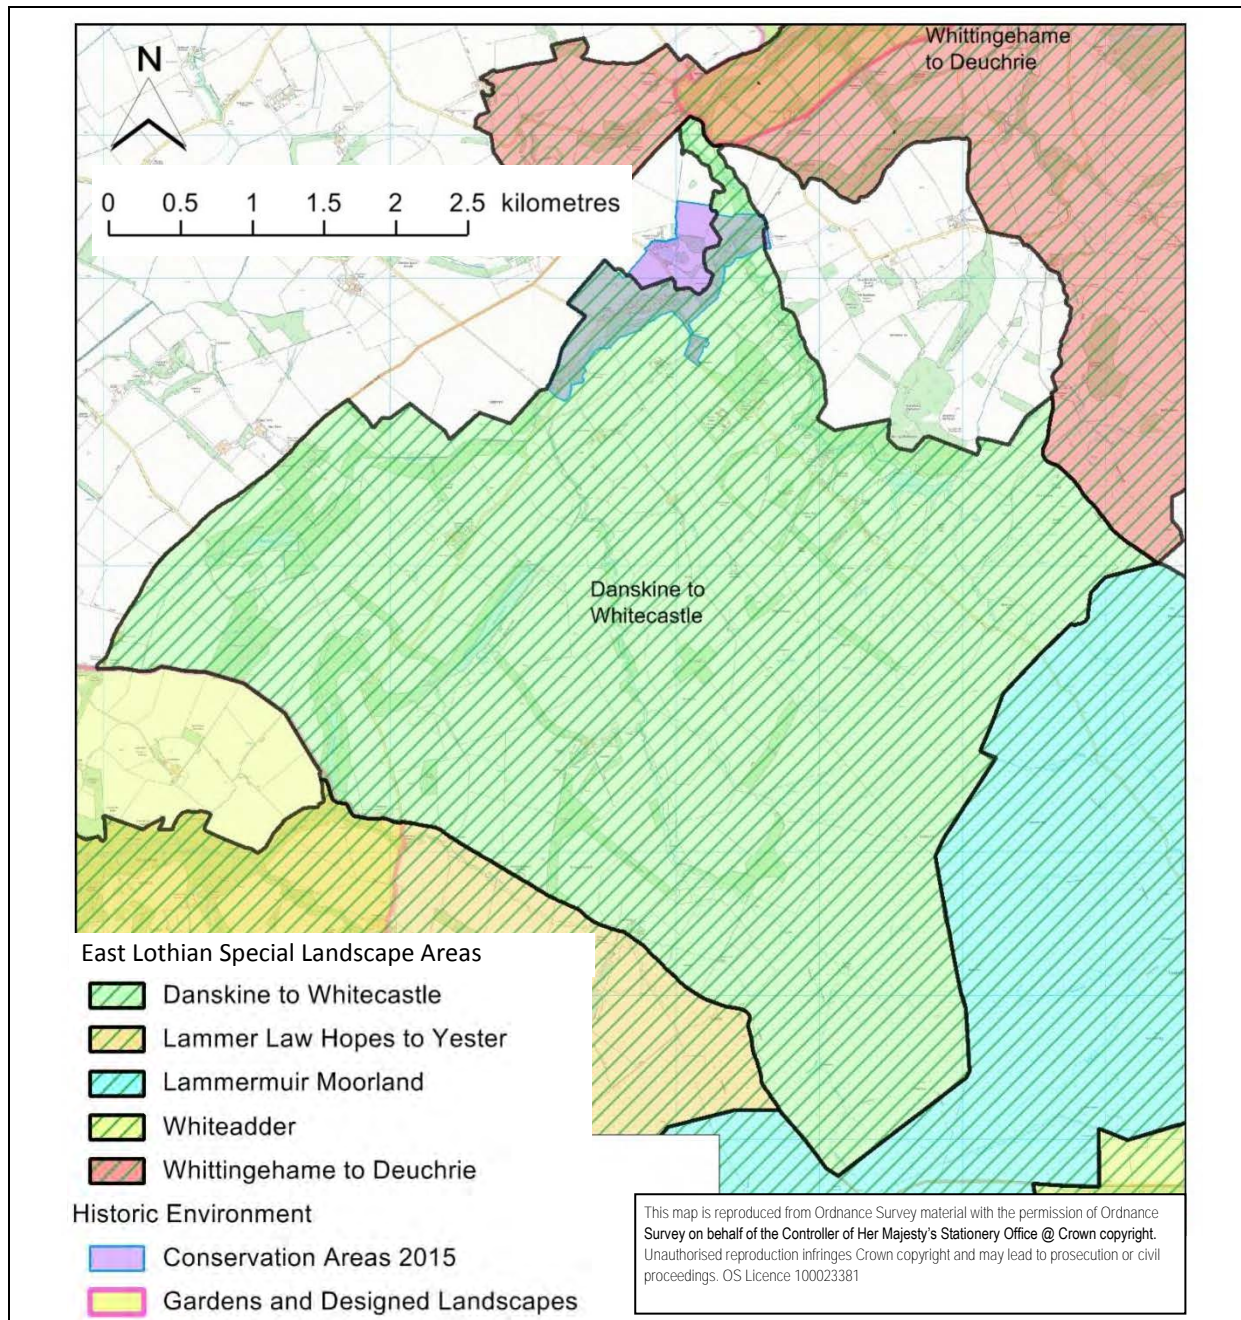 Whittingehame
to Deuchrie
N
0 0.5 1 1.5 2 2.5 kilometres
Danskine to
Whitecastle
East Lothian Special Landscape Areas
Danskine to Whitecastle
Lammer Law Hopes to Yester
Lammermuir Moorland
Whiteadder
Whittingehame to Deuchrie
Historic Environment
Conservation Areas 2015
Gardens and Designed Landscapes
This map is reproduced from Ordnance Survey material with the permission of Ordnance
Survey on behalf of the Controller of Her Majesty's Stationery Office @ Crown copyright.
Unauthorised reproduction infringes Crown copyright and may lead to prosecution or civil
proceedings. OS Licence 100023381